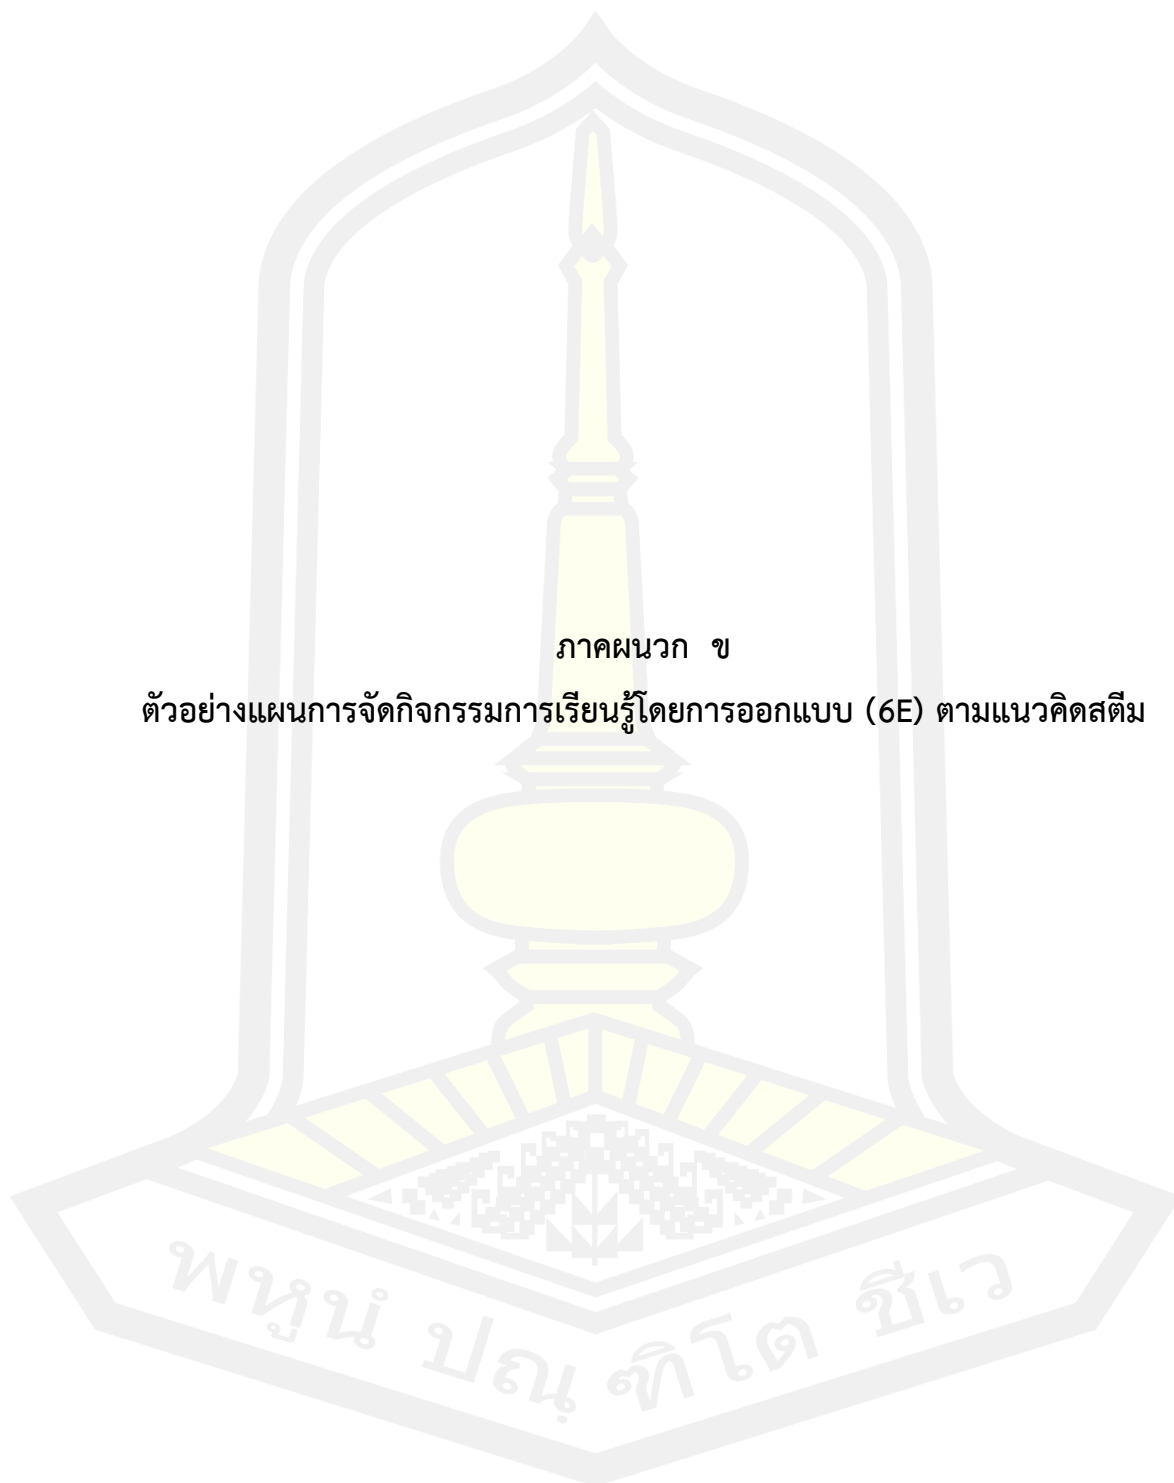 ภาคผนวก ข
ตัวอย่างแผนการจัดกิจกรรมการเรียนรู้โดยการออกแบบ (6E) ตามแนวคิดสตีม
พหูนํ ปณฺฑิโต ชีเว